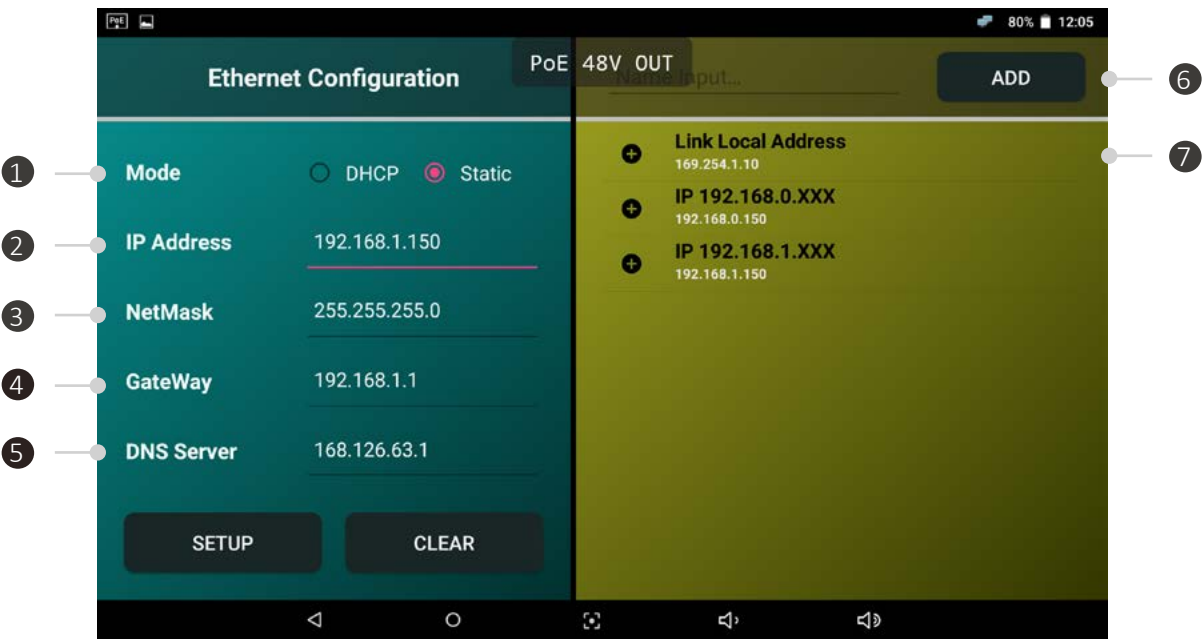 PoE
80% 12:05
Ethernet Configuration
PoE 48V OUT
Name Input...
ADD
6
1 Mode DHCP Static
2 IP Address 192.168.1.150
3 NetMask 255.255.255.0
4 GateWay 192.168.1.1
5 DNS Server 168.126.63.1
SETUP CLEAR
Link Local Address
169.254.1.10
7
IP 192.168.0.XXX
192.168.0.150
IP 192.168.1.XXX
192.168.1.150